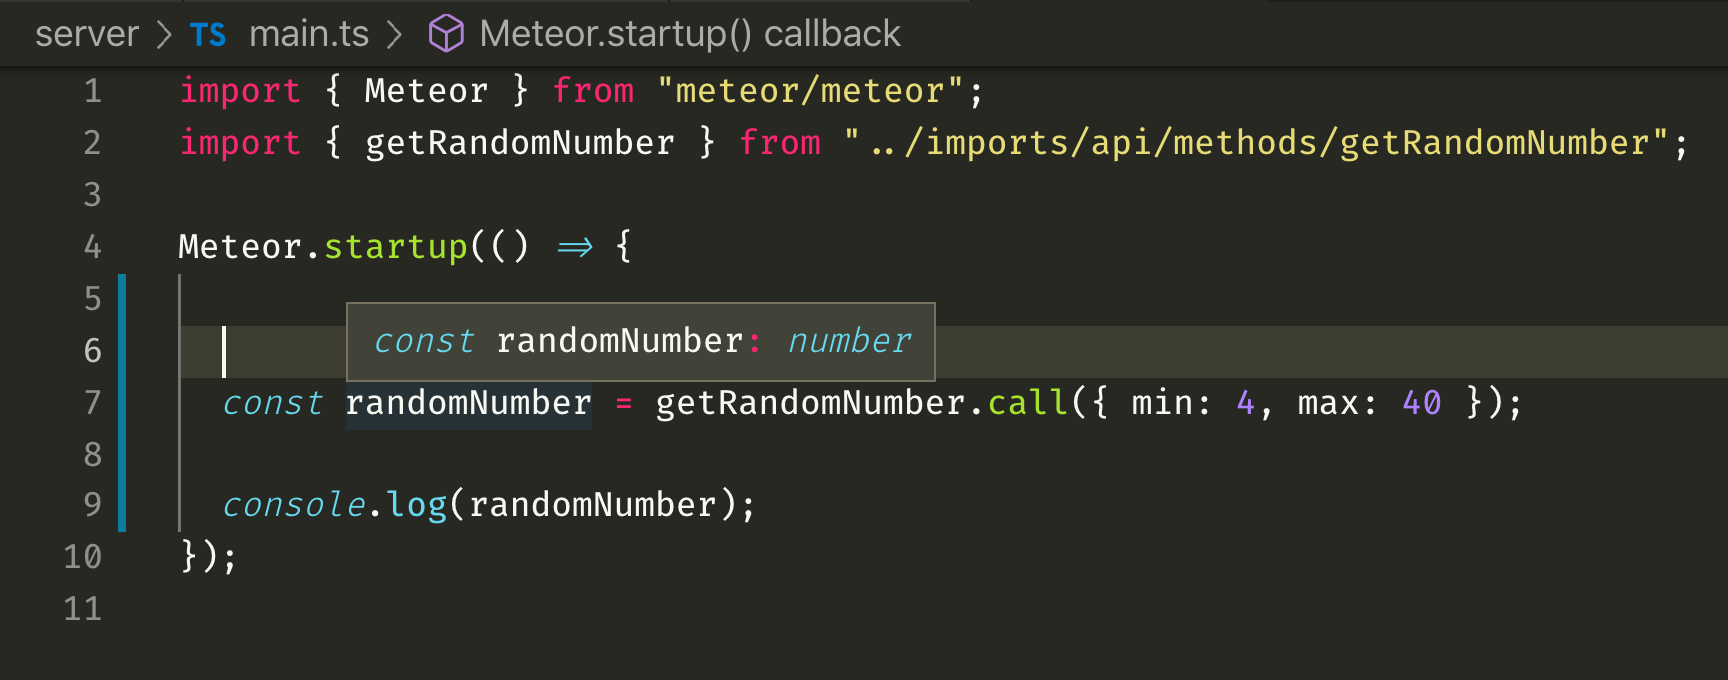 server > TS main.ts > Meteor.startup() callback
1 import { Meteor } from "meteor/meteor";
2 import { getRandomNumber } from "../imports/api/methods/getRandomNumber";
3
4 Meteor.startup(() => {
5
const randomNumber: number
6
7 const randomNumber = getRandomNumber.call({ min: 4, max: 40 });
8
9 console.log(randomNumber);
10 });
11